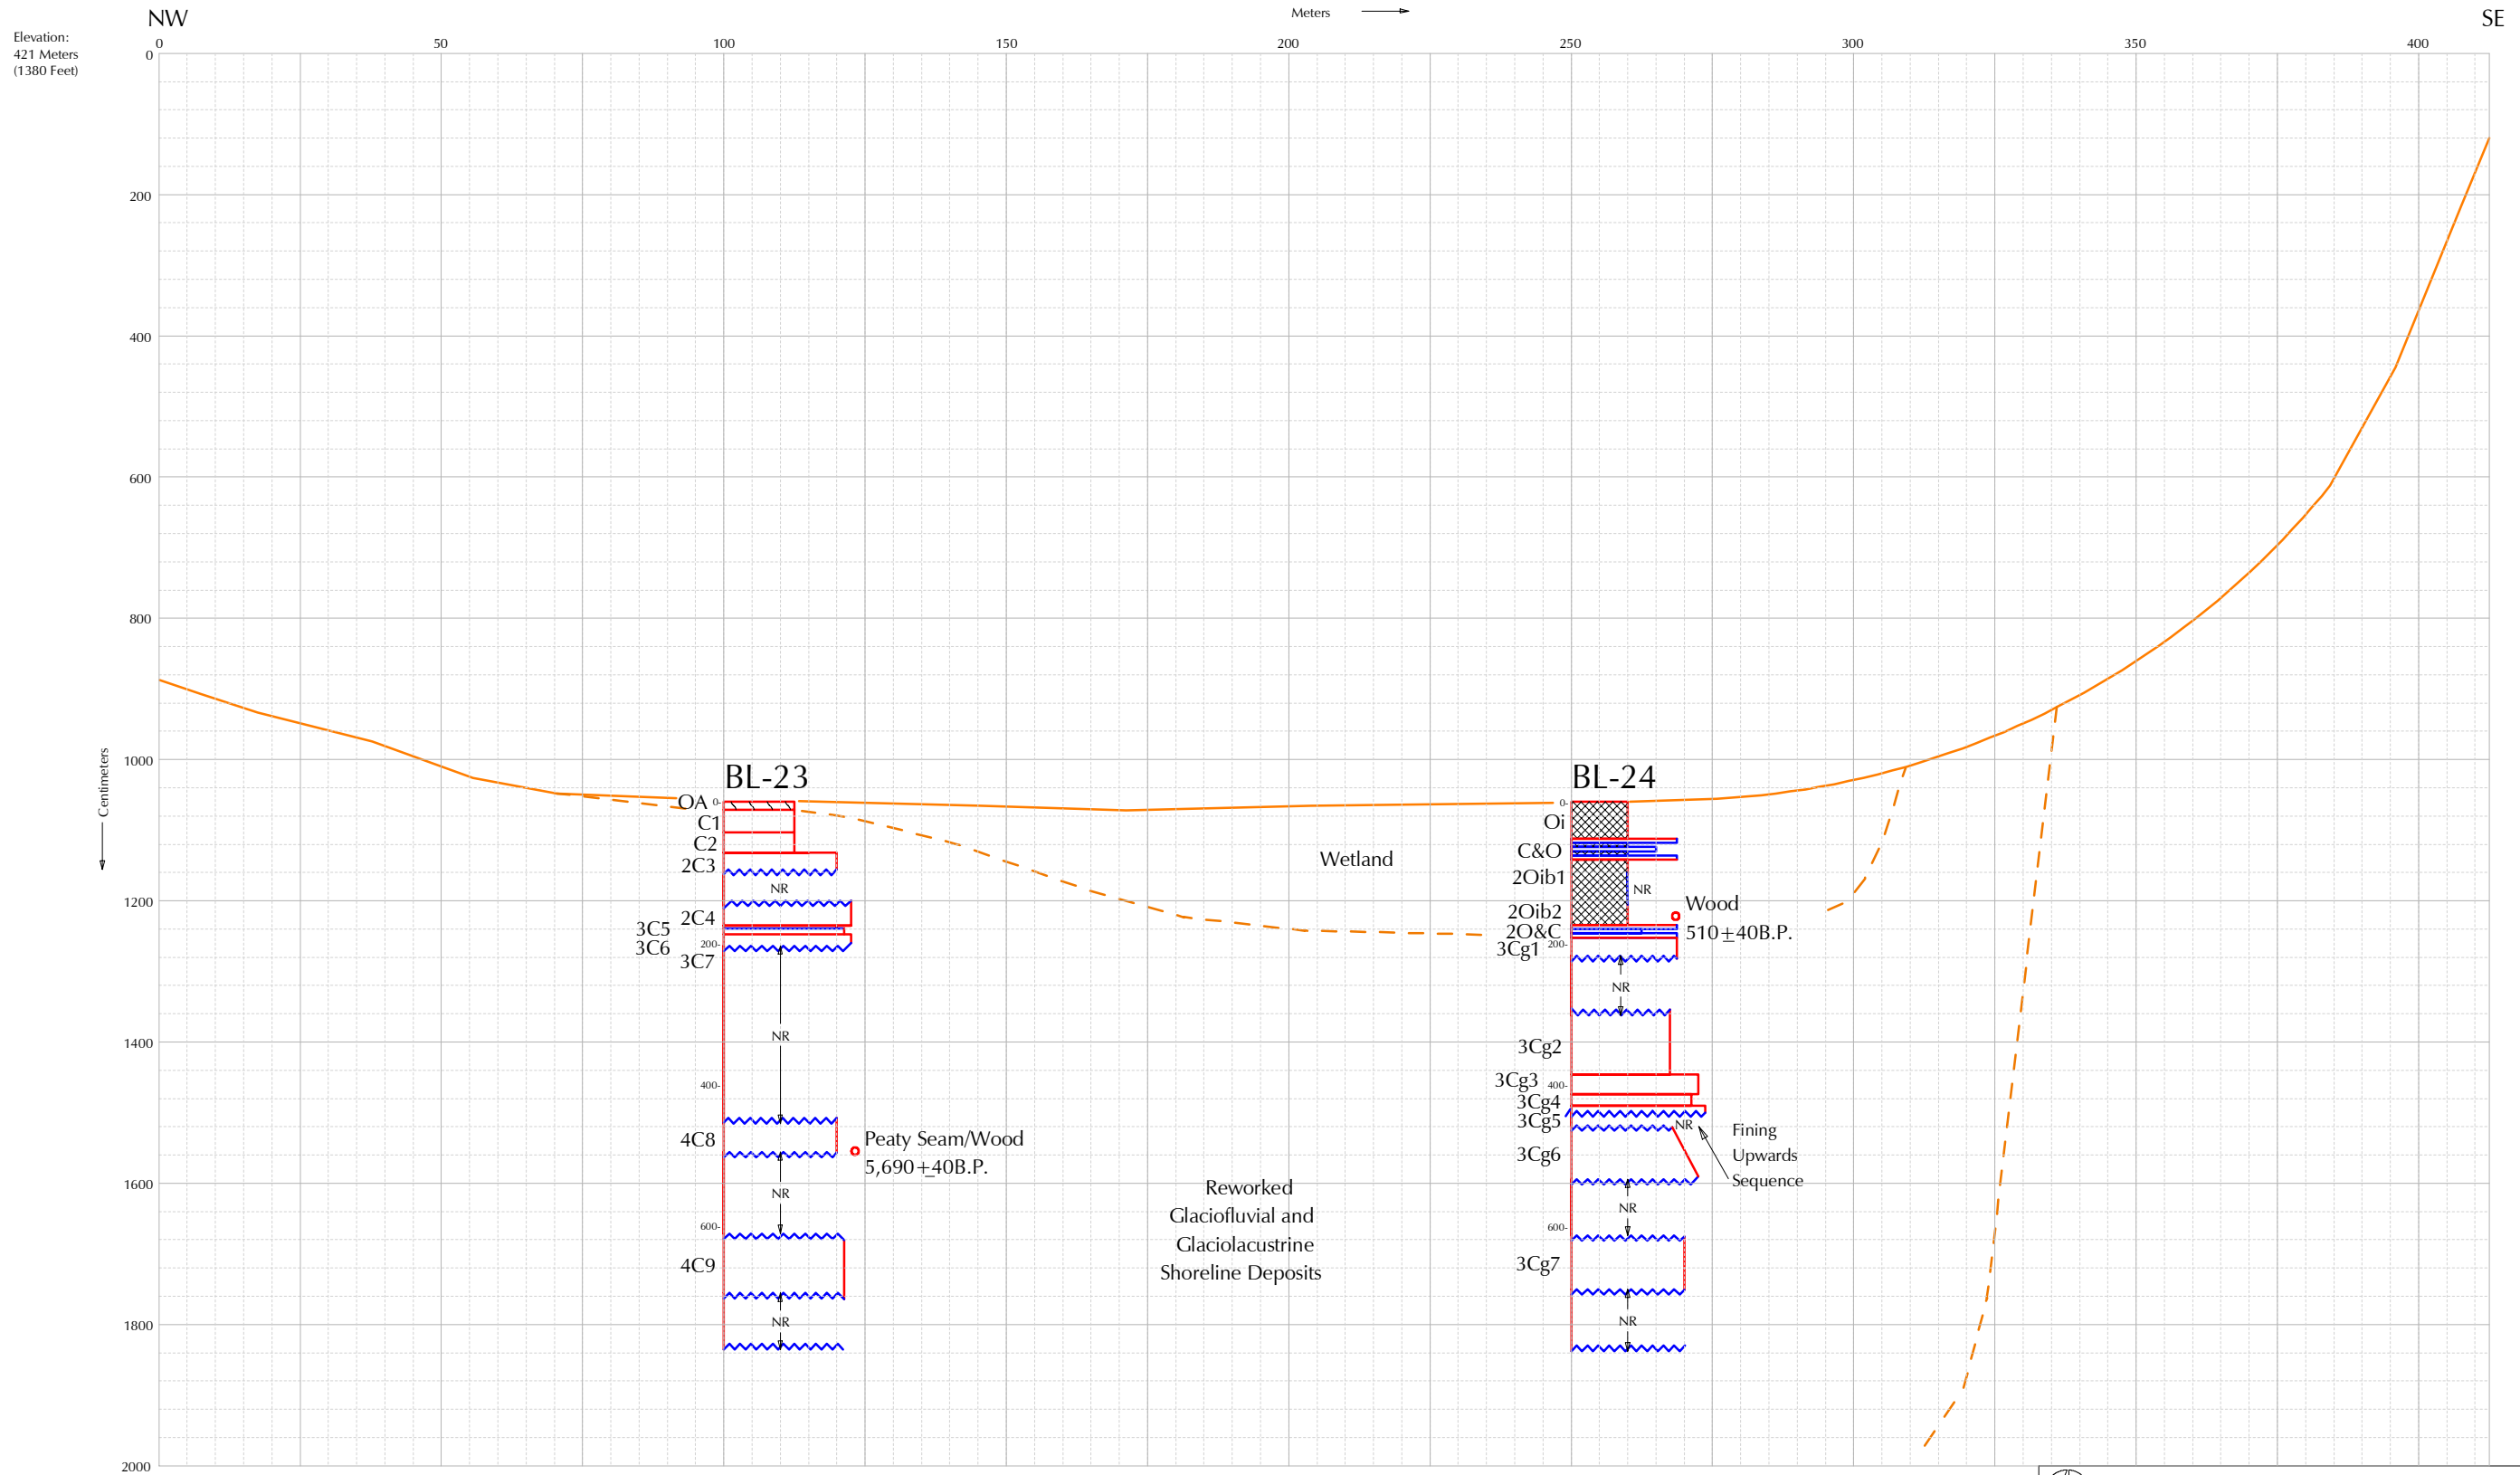 NW
Meters
SE
Elevation:
421 Meters
(1380 Feet)
0 50 100 150 200 250 300 350 400
0
200
400
600
800
1000
1200
1400
1600
1800
2000
Centimeters
BL-23
OA
C1
C2
2C3
2C4
3C5
3C6
3C7
4C8
4C9
0-
200-
400-
600-
NR
NR
NR
NR
Peaty Seam/Wood
5,690±40B.P.
Wetland
Reworked
Glaciofluvial and
Glaciolacustrine
Shoreline Deposits
BL-24
Oi
C&O
2Oib1
2Oib2
2O&C
3Cg1
3Cg2
3Cg3
3Cg4
3Cg5
3Cg6
3Cg7
0-
200-
400-
600-
NR
NR
NR
NR
NR
Wood
510±40B.P.
Fining
Upwards
Sequence